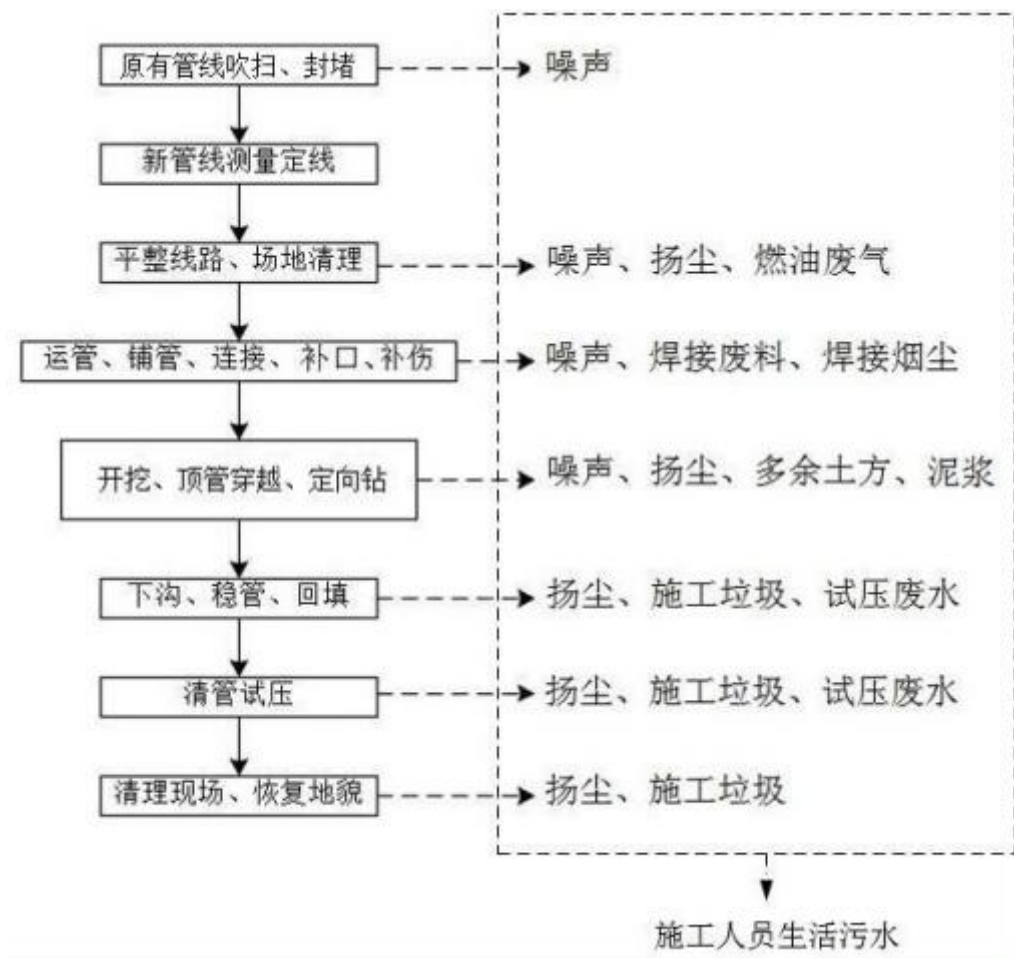 原有管线吹扫、封堵
噪声
新管线测量定线
平整线路、场地清理
噪声、扬尘、燃油废气
运管、铺管、连接、补口、补伤
噪声、焊接废料、焊接烟尘
开挖、顶管穿越、定向钻
噪声、扬尘、多余土方、泥浆
下沟、稳管、回填
扬尘、施工垃圾、试压废水
清管试压
扬尘、施工垃圾、试压废水
清理现场、恢复地貌
扬尘、施工垃圾
施工人员生活污水